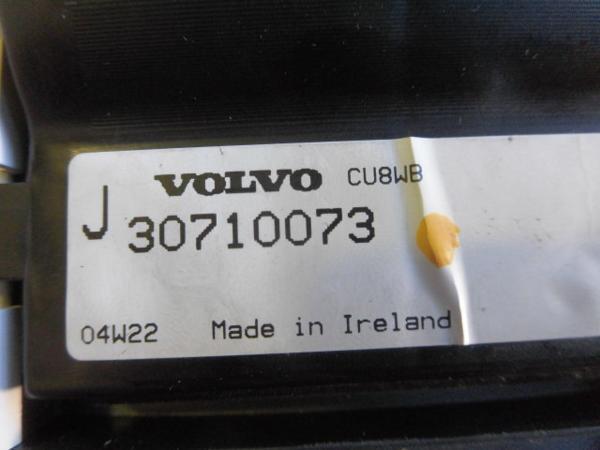 VOLVO CU8WB
J 30710073
04W22 Made in Ireland